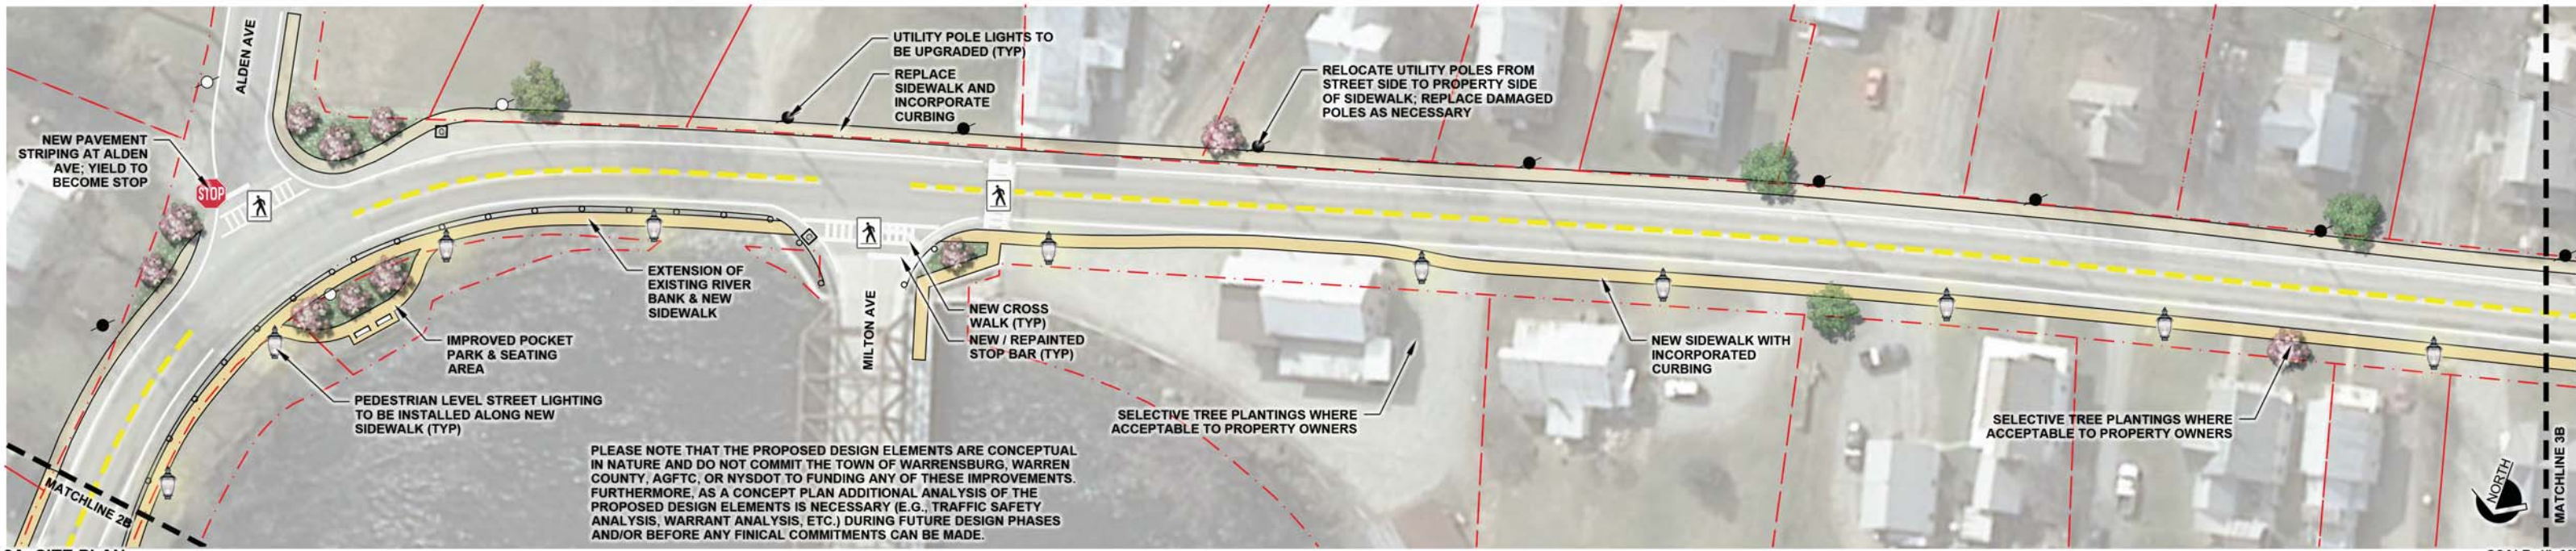 ALDEN AVE
UTILITY POLE LIGHTS TO
BE UPGRADED (TYP)
REPLACE
SIDEWALK AND
INCORPORATE
CURBING
RELOCATE UTILITY POLES FROM
STREET SIDE TO PROPERTY SIDE
OF SIDEWALK; REPLACE DAMAGED
POLES AS NECESSARY
NEW PAVEMENT
STRIPING AT ALDEN
AVE; YIELD TO
BECOME STOP
STOP
EXTENSION OF
EXISTING RIVER
BANK & NEW
SIDEWALK
MILTON AVE
NEW CROSS
WALK (TYP)
NEW / REPAINTED
STOP BAR (TYP)
IMPROVED POCKET
PARK & SEATING
AREA
NEW SIDEWALK WITH
INCORPORATED
CURBING
PEDESTRIAN LEVEL STREET LIGHTING
TO BE INSTALLED ALONG NEW
SIDEWALK (TYP)
SELECTIVE TREE PLANTINGS WHERE
ACCEPTABLE TO PROPERTY OWNERS
SELECTIVE TREE PLANTINGS WHERE
ACCEPTABLE TO PROPERTY OWNERS
PLEASE NOTE THAT THE PROPOSED DESIGN ELEMENTS ARE CONCEPTUAL
IN NATURE AND DO NOT COMMIT THE TOWN OF WARRENSBURG, WARREN
COUNTY, AGFTC, OR NYSDOT TO FUNDING ANY OF THESE IMPROVEMENTS.
FURTHERMORE, AS A CONCEPT PLAN ADDITIONAL ANALYSIS OF THE
PROPOSED DESIGN ELEMENTS IS NECESSARY (E.G., TRAFFIC SAFETY
ANALYSIS, WARRANT ANALYSIS, ETC.) DURING FUTURE DESIGN PHASES
AND/OR BEFORE ANY FINICAL COMMITMENTS CAN BE MADE.
MATCHLINE 2B
NORTH
MATCHLINE 3B